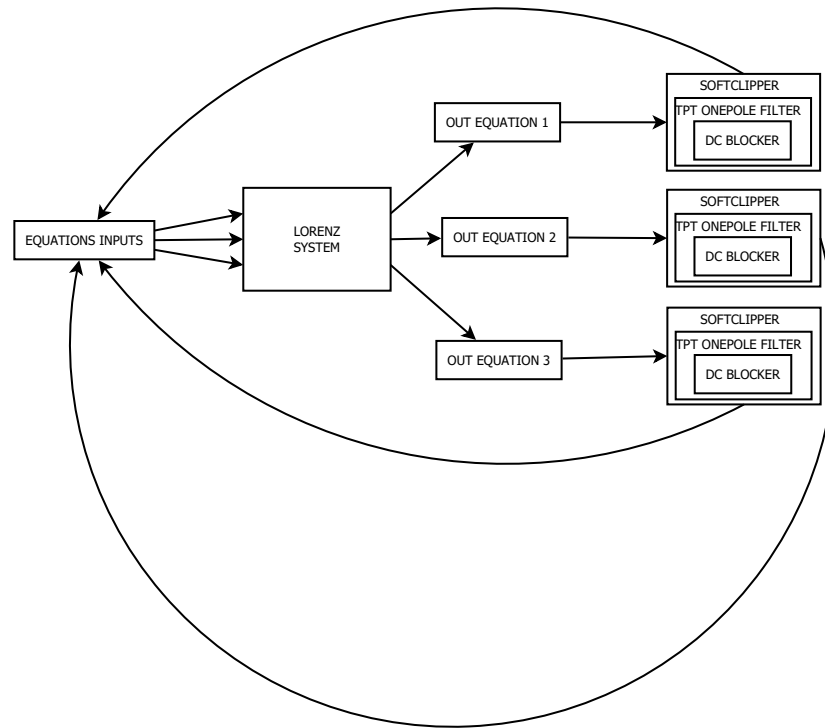 EQUATIONS INPUTS
LORENZ
SYSTEM
OUT EQUATION 1
OUT EQUATION 2
OUT EQUATION 3
SOFTCLIPPER
TPT ONEPOLE FILTER
DC BLOCKER
SOFTCLIPPER
TPT ONEPOLE FILTER
DC BLOCKER
SOFTCLIPPER
TPT ONEPOLE FILTER
DC BLOCKER